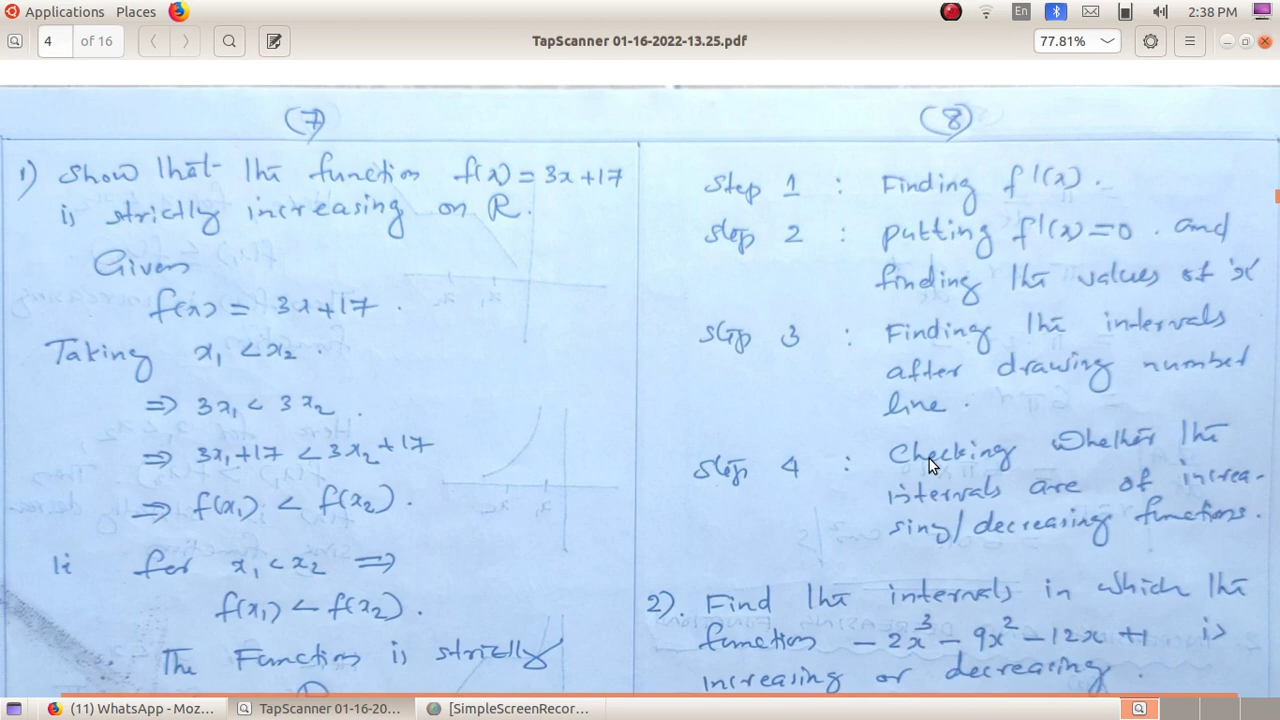 Applications Places En 2:38 PM
4 of 16 TapScanner 01-16-2022-13.25.pdf 77.81%
(7)
1) Show that the function f(x) = 3x+17
is strictly increasing on R.
Given
f(x) = 3x+17.
Taking x₁ < x₂.
⇒ 3x₁ < 3x₂.
⇒ 3x₁+17 < 3x₂+17
⇒ f(x₁) < f(x₂).
ie for x₁ < x₂ ⇒
f(x₁) < f(x₂).
The Function is strictly
(8)
Step 1 : Finding f'(x).
Step 2 : putting f'(x)=0. and
finding the values of 'x'
Step 3 : Finding the intervals
after drawing number
line.
Step 4 : Checking whether the
intervals are of increa-
sing/decreasing functions.
2). Find the intervals in which the
function -2x³-9x²-12x+1 is
increasing or decreasing.
(11) WhatsApp - Moz... TapScanner 01-16-20... [SimpleScreenRecor...